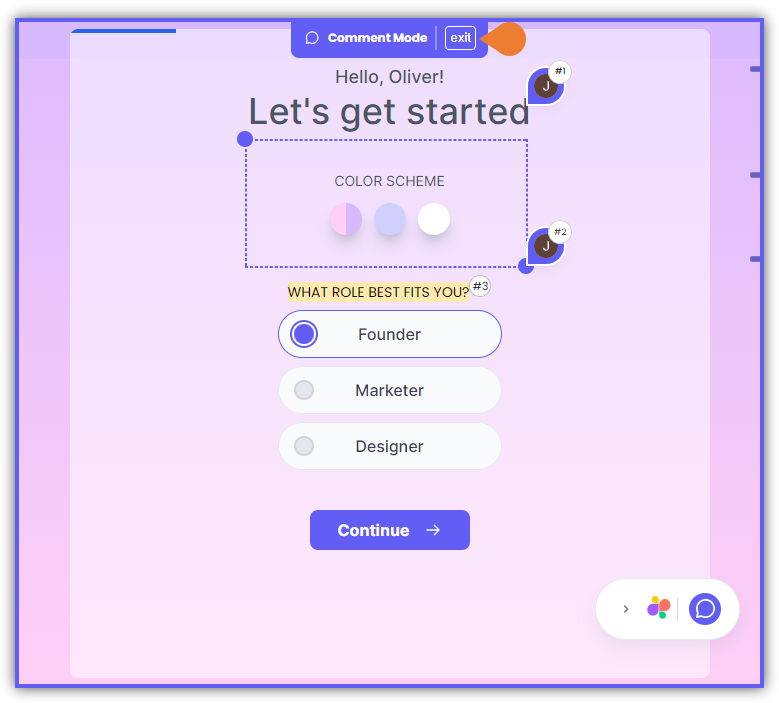 Comment Mode exit
Hello, Oliver!
#1
J
Let's get started
COLOR SCHEME
#2
J
WHAT ROLE BEST FITS YOU? #3
Founder
Marketer
Designer
Continue →